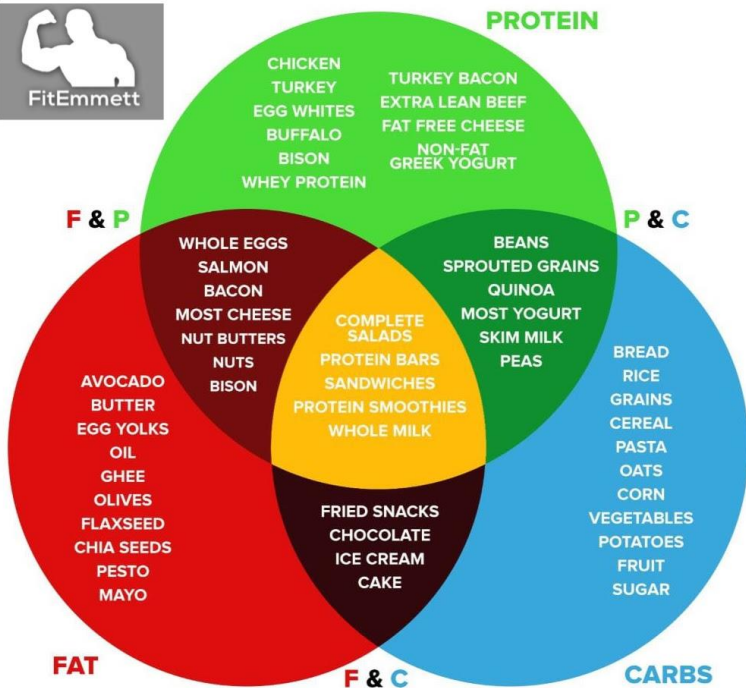 FitEmmett
PROTEIN
CHICKEN
TURKEY
EGG WHITES
BUFFALO
BISON
WHEY PROTEIN
TURKEY BACON
EXTRA LEAN BEEF
FAT FREE CHEESE
NON-FAT
GREEK YOGURT
F & P
P & C
WHOLE EGGS
SALMON
BACON
MOST CHEESE
NUT BUTTERS
NUTS
BISON
COMPLETE
SALADS
PROTEIN BARS
SANDWICHES
PROTEIN SMOOTHIES
WHOLE MILK
BEANS
SPROUTED GRAINS
QUINOA
MOST YOGURT
SKIM MILK
PEAS
AVOCADO
BUTTER
EGG YOLKS
OIL
GHEE
OLIVES
FLAXSEED
CHIA SEEDS
PESTO
MAYO
FRIED SNACKS
CHOCOLATE
ICE CREAM
CAKE
BREAD
RICE
GRAINS
CEREAL
PASTA
OATS
CORN
VEGETABLES
POTATOES
FRUIT
SUGAR
FAT
F & C
CARBS